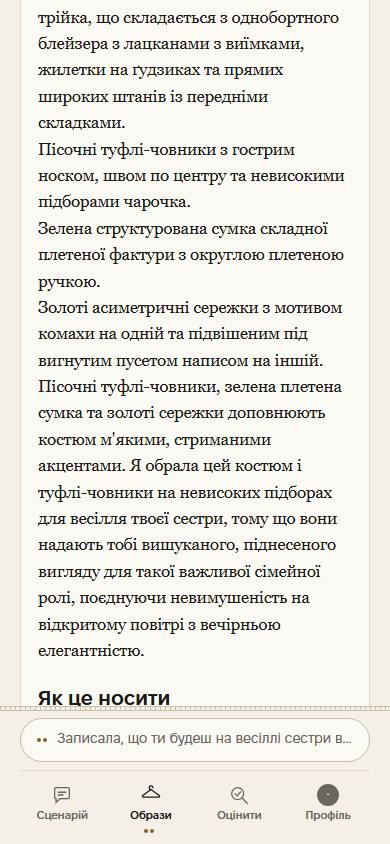 трійка, що складається з однобортного
блейзера з лацканами з виїмками,
жилетки на ґудзиках та прямих
широких штанів із передніми
складками.
Пісочні туфлі-човники з гострим
носком, швом по центру та невисокими
підборами чарочка.
Зелена структурована сумка складної
плетеної фактури з округлою плетеною
ручкою.
Золоті асиметричні сережки з мотивом
комахи на одній та підвішеним під
вигнутим пусетом написом на іншій.
Пісочні туфлі-човники, зелена плетена
сумка та золоті сережки доповнюють
костюм м'якими, стриманими
акцентами. Я обрала цей костюм і
туфлі-човники на невисоких підборах
для весілля твоєї сестри, тому що вони
надають тобі вишуканого, піднесеного
вигляду для такої важливої сімейної
ролі, поєднуючи невимушеність на
відкритому повітрі з вечірньою
елегантністю.
Як це носити
Записала, що ти будеш на весіллі сестри в...
Сценарій
Образи
Оцінити
Профіль